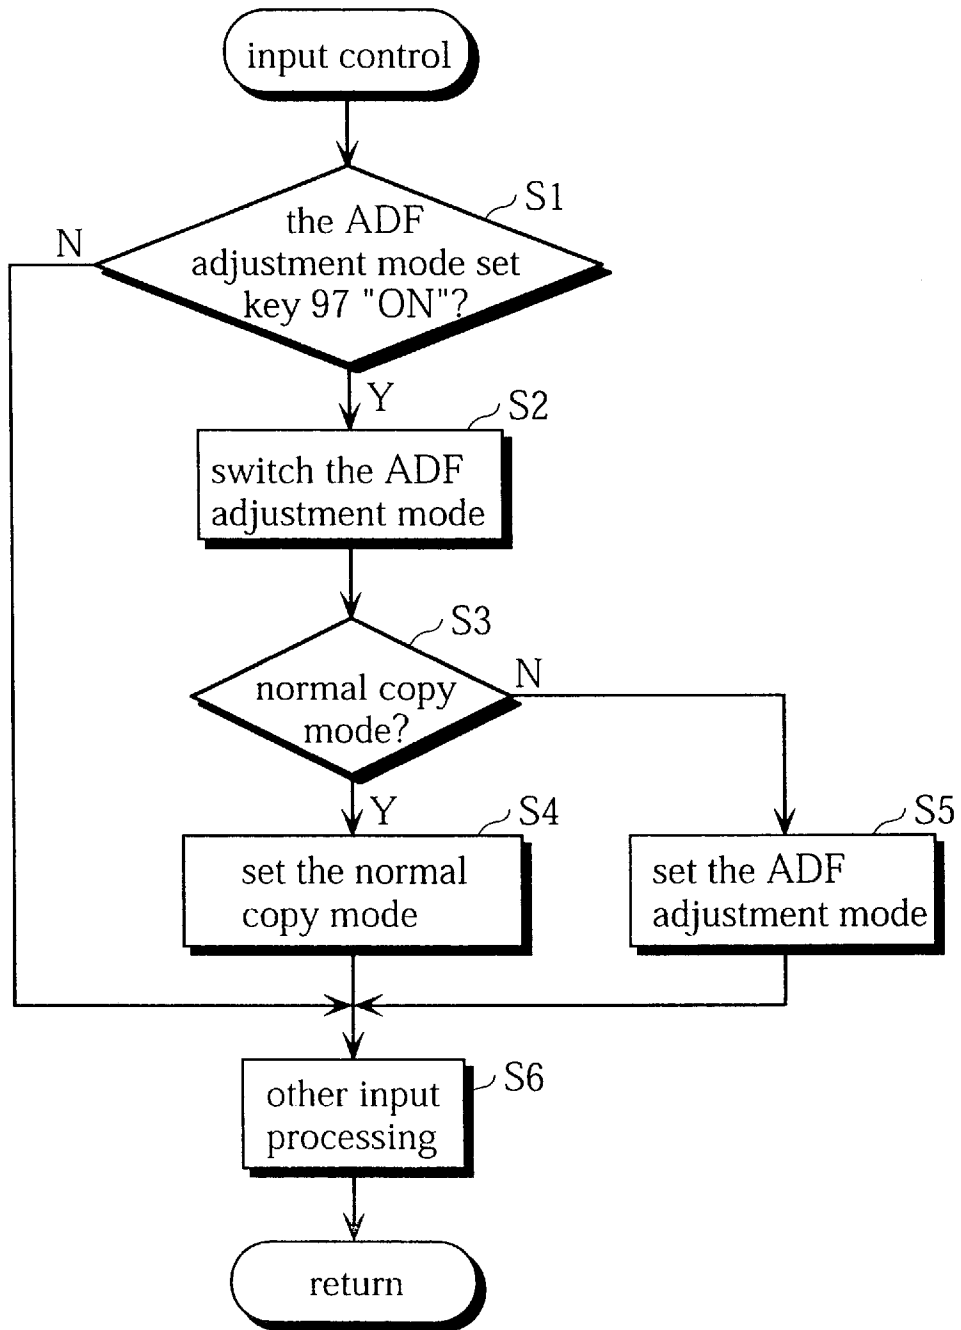 input control
S1
the ADF
adjustment mode set
key 97 "ON"?
N
Y
S2
switch the ADF
adjustment mode
S3
normal copy
mode?
N
Y
S4
set the normal
copy mode
S5
set the ADF
adjustment mode
S6
other input
processing
return